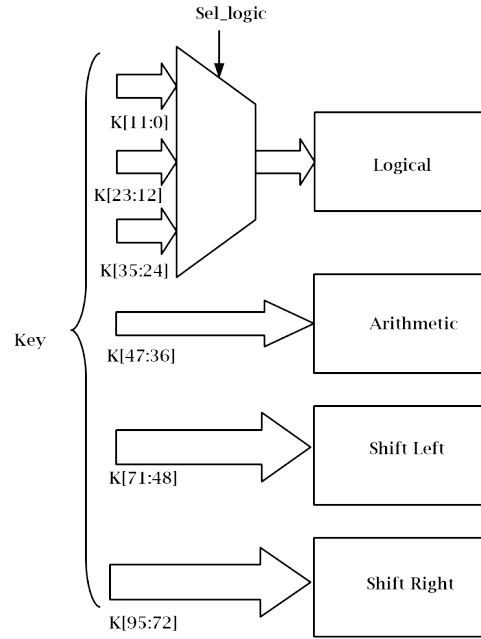 Sel_logic
K[11:0]
K[23:12]
K[35:24]
Logical
Key
K[47:36]
Arithmetic
K[71:48]
Shift Left
K[95:72]
Shift Right